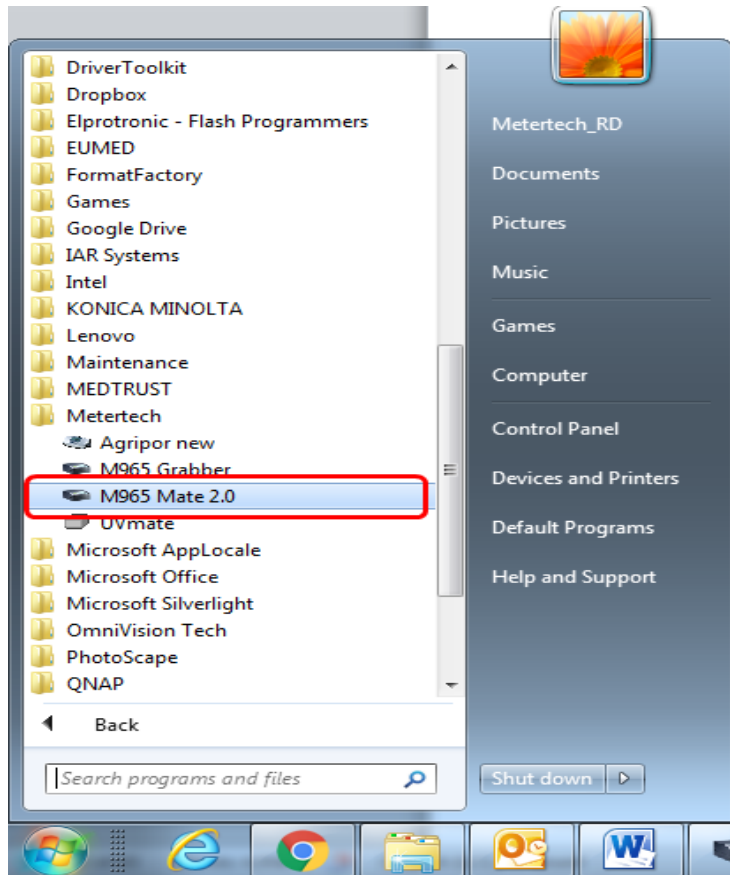 DriverToolkit
Dropbox
Elprotronic - Flash Programmers
EUMED
FormatFactory
Games
Google Drive
IAR Systems
Intel
KONICA MINOLTA
Lenovo
Maintenance
MEDTRUST
Metertech
Agripor new
M965 Grabber
M965 Mate 2.0
UVmate
Microsoft AppLocale
Microsoft Office
Microsoft Silverlight
OmniVision Tech
PhotoScape
QNAP
Back
Search programs and files
Metertech_RD
Documents
Pictures
Music
Games
Computer
Control Panel
Devices and Printers
Default Programs
Help and Support
Shut down